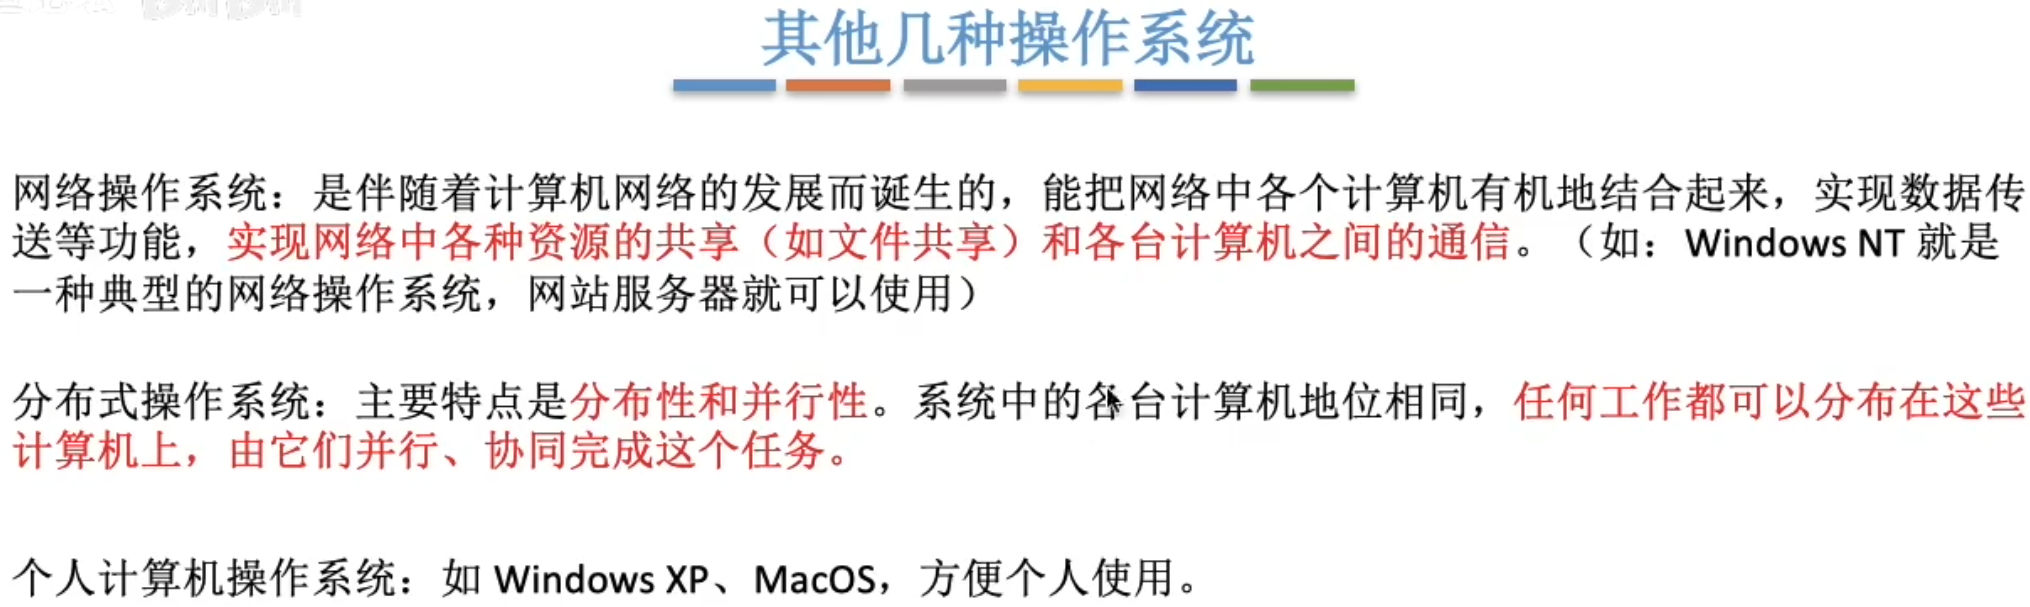 其他几种操作系统
网络操作系统：是伴随着计算机网络的发展而诞生的，能把网络中各个计算机有机地结合起来，实现数据传
送等功能，实现网络中各种资源的共享（如文件共享）和各台计算机之间的通信。（如：Windows NT 就是
一种典型的网络操作系统，网站服务器就可以使用）
分布式操作系统：主要特点是分布性和并行性。系统中的各台计算机地位相同，任何工作都可以分布在这些
计算机上，由它们并行、协同完成这个任务。
个人计算机操作系统：如 Windows XP、MacOS，方便个人使用。